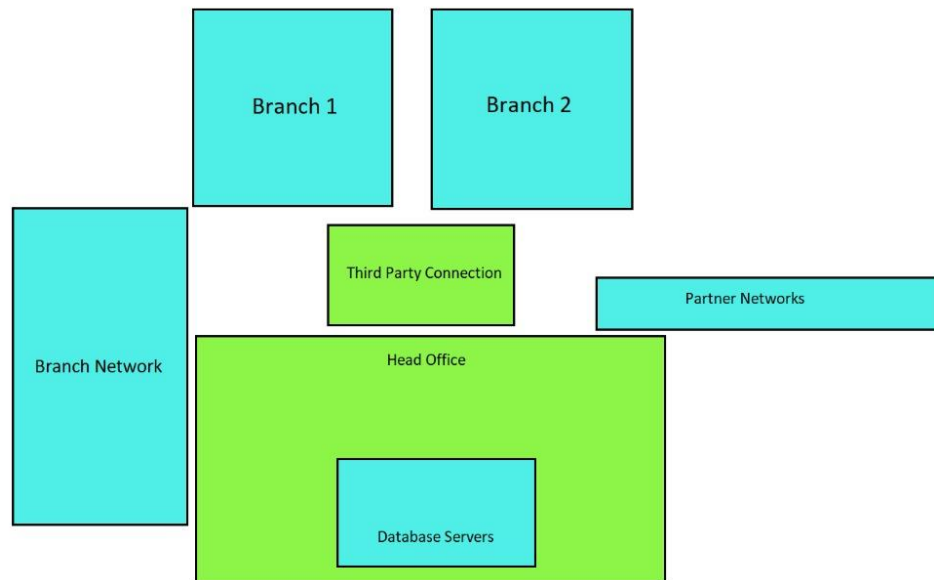 Branch 1
Branch 2
Third Party Connection
Partner Networks
Head Office
Branch Network
Database Servers